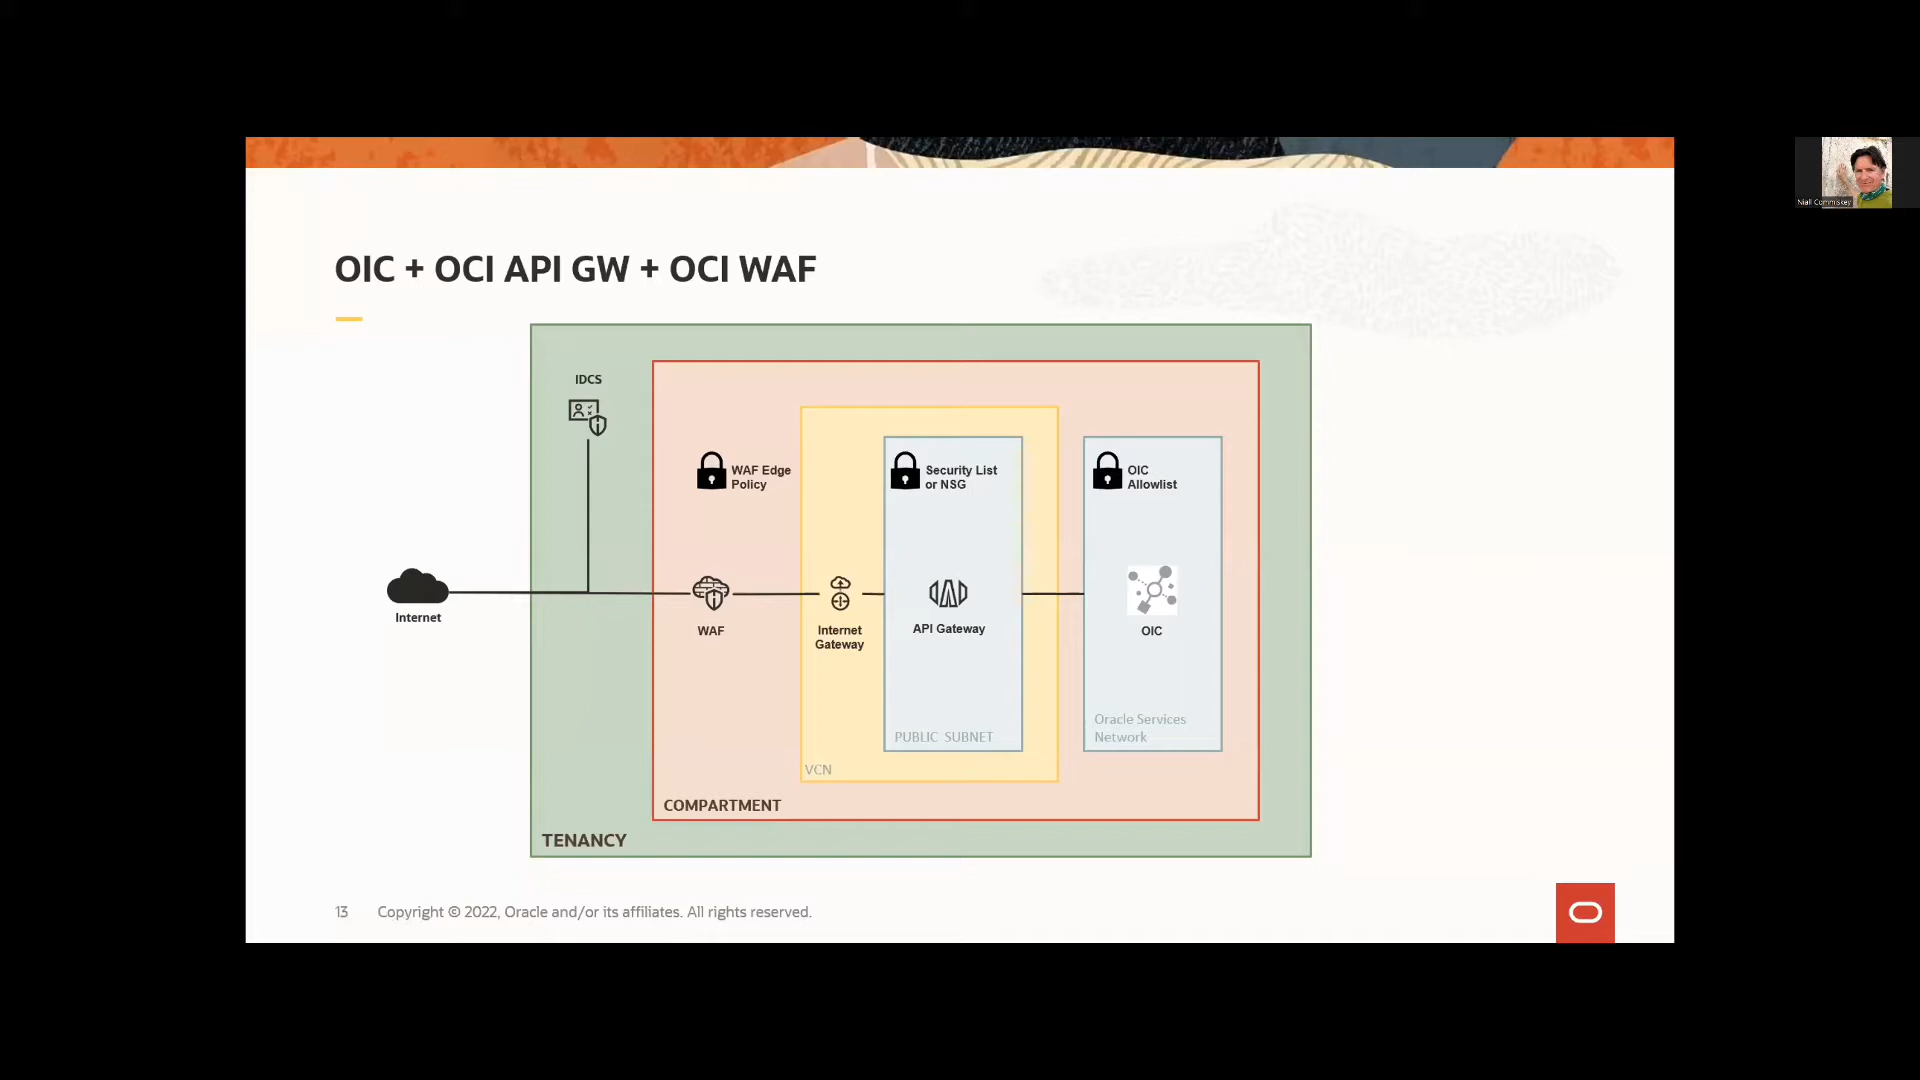 Niall Commiskey
OIC + OCI API GW + OCI WAF
IDCS
WAF Edge
Policy
Security List
or NSG
OIC
Allowlist
Internet
WAF
Internet
Gateway
API Gateway
OIC
PUBLIC SUBNET
Oracle Services
Network
VCN
COMPARTMENT
TENANCY
13 Copyright © 2022, Oracle and/or its affiliates. All rights reserved.